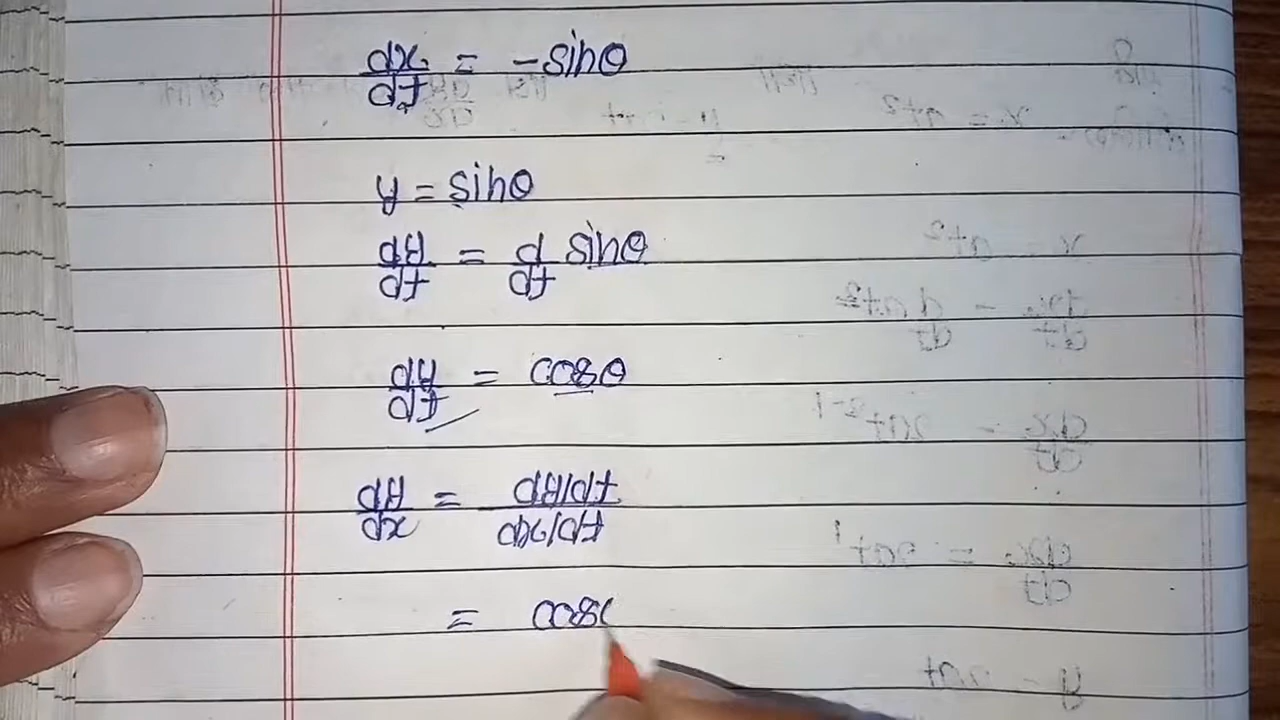 dx/dt = -sinθ
y = sinθ
dy/dt = d/dt sinθ
dy/dt = cosθ
dy/dx = dy/dt / dx/dt
= cos